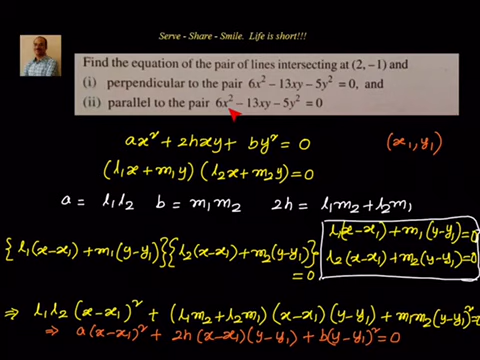 Serve - Share - Smile. Life is short!!!
Find the equation of the pair of lines intersecting at (2, −1) and
(i) perpendicular to the pair 6x² − 13xy − 5y² = 0, and
(ii) parallel to the pair 6x² − 13xy − 5y² = 0
ax² + 2hxy + by² = 0 (x₁, y₁)
(l₁x + m₁y) (l₂x + m₂y) = 0
a = l₁l₂ b = m₁m₂ 2h = l₁m₂ + l₂m₁
l₁(x−x₁) + m₁(y−y₁) = 0
{l₁(x−x₁) + m₁(y−y₁)}{l₂(x−x₁) + m₂(y−y₁)}
l₂(x−x₁) + m₂(y−y₁) = 0
= 0
⇒ l₁l₂(x−x₁)² + (l₁m₂ + l₂m₁)(x−x₁)(y−y₁) + m₁m₂(y−y₁)² =
⇒ a(x−x₁)² + 2h(x−x₁)(y−y₁) + b(y−y₁)² = 0